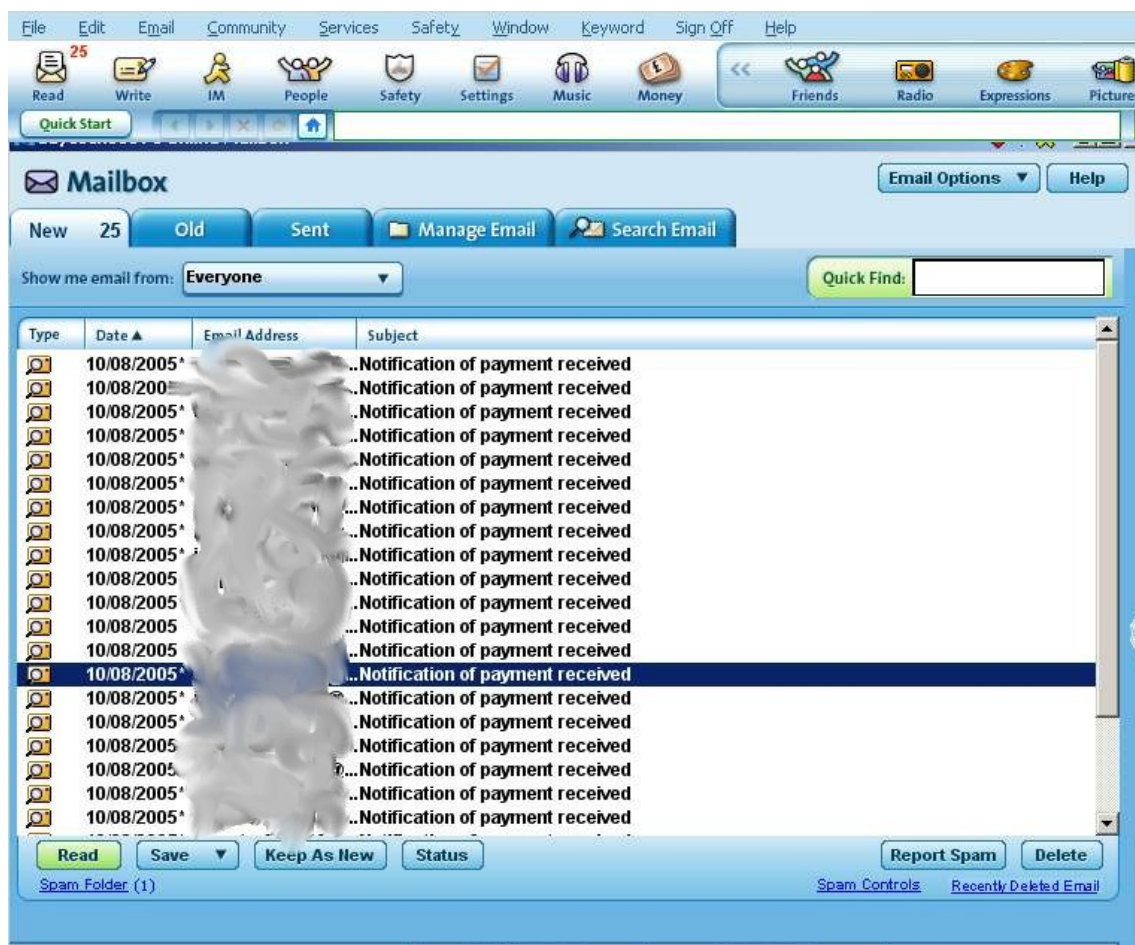 File Edit Email Community Services Safety Window Keyword Sign Off Help
25
Read Write IM People Safety Settings Music Money << Friends Radio Expressions Picture
Quick Start
Mailbox Email Options ▼ Help
New 25 Old Sent Manage Email Search Email
Show me email from: Everyone Quick Find:
Type Date ▲ Email Address Subject
10/08/2005* ..Notification of payment received
10/08/200 .Notification of payment received
10/08/2005* ..Notification of payment received
10/08/2005* .Notification of payment received
10/08/2005* ..Notification of payment received
10/08/2005* ..Notification of payment received
10/08/2005* ..Notification of payment received
10/08/2005* ..Notification of payment received
10/08/2005* ..Notification of payment received
10/08/2005 ..Notification of payment received
10/08/2005 .Notification of payment received
10/08/2005 ..Notification of payment received
10/08/2005 ...Notification of payment received
10/08/2005* ...Notification of payment received
10/08/2005* ...Notification of payment received
10/08/2005* .Notification of payment received
10/08/2005 .Notification of payment received
10/08/2005 ...Notification of payment received
10/08/2005* ..Notification of payment received
10/08/2005* ..Notification of payment received
Read Save ▼ Keep As New Status Report Spam Delete
Spam Folder (1) Spam Controls Recently Deleted Email